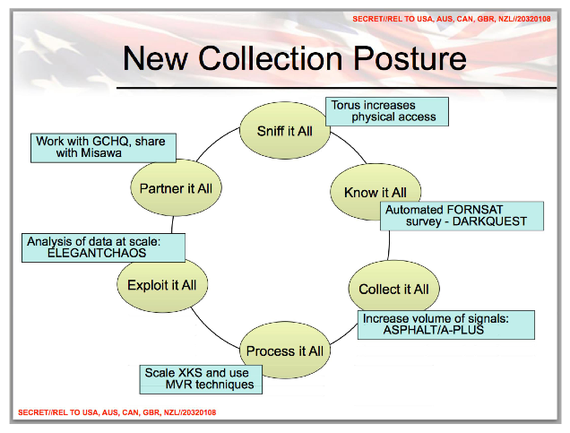 SECRET//REL TO USA, AUS, CAN, GBR, NZL//20320108
New Collection Posture
Sniff it All
Torus increases
physical access
Know it All
Automated FORNSAT
survey - DARKQUEST
Collect it All
Increase volume of signals:
ASPHALT/A-PLUS
Process it All
Scale XKS and use
MVR techniques
Exploit it All
Analysis of data at scale:
ELEGANTCHAOS
Partner it All
Work with GCHQ, share
with Misawa
SECRET//REL TO USA, AUS, CAN, GBR, NZL//20320108